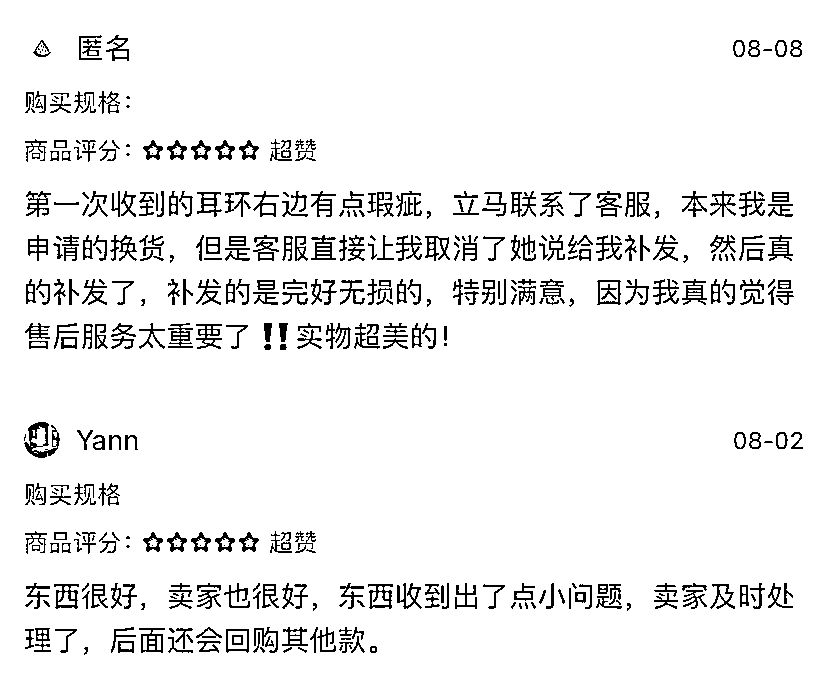 匿名 08-08
购买规格：
商品评分：☆☆☆☆☆ 超赞
第一次收到的耳环右边有点瑕疵，立马联系了客服，本来我是
申请的换货，但是客服直接让我取消了她说给我补发，然后真
的补发了，补发的是完好无损的，特别满意，因为我真的觉得
售后服务太重要了‼️实物超美的！
Yann 08-02
购买规格
商品评分：☆☆☆☆☆ 超赞
东西很好，卖家也很好，东西收到出了点小问题，卖家及时处
理了，后面还会回购其他款。